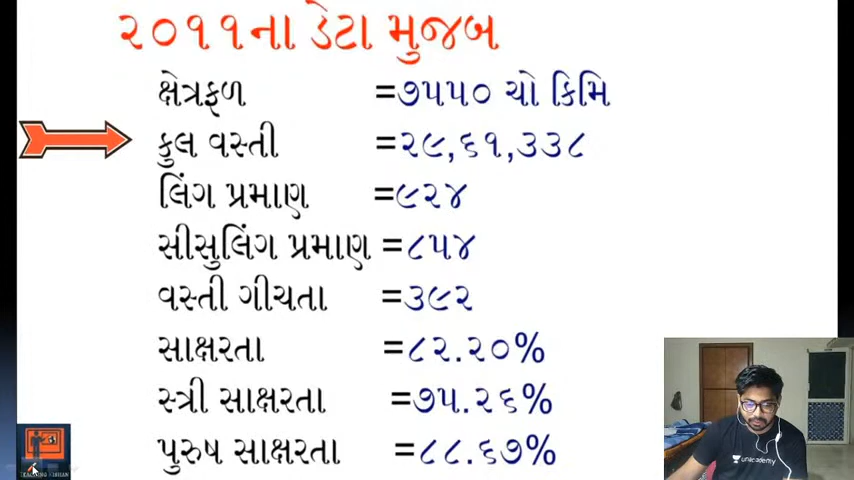 ૨૦૧૧ના ડેટા મુજબ
ક્ષેત્રફળ =૭૫૫૦ ચો કિમિ
કુલ વસ્તી =૨૯,૬૧,૩૩૮
લિંગ પ્રમાણ =૯૨૪
સીસુલિંગ પ્રમાણ =૮૫૪
વસ્તી ગીચતા =૩૯૨
સાક્ષરતા =૮૨.૨૦%
સ્ત્રી સાક્ષરતા =૭૫.૨૬%
પુરુષ સાક્ષરતા =૮૮.૬૭%
unacademy